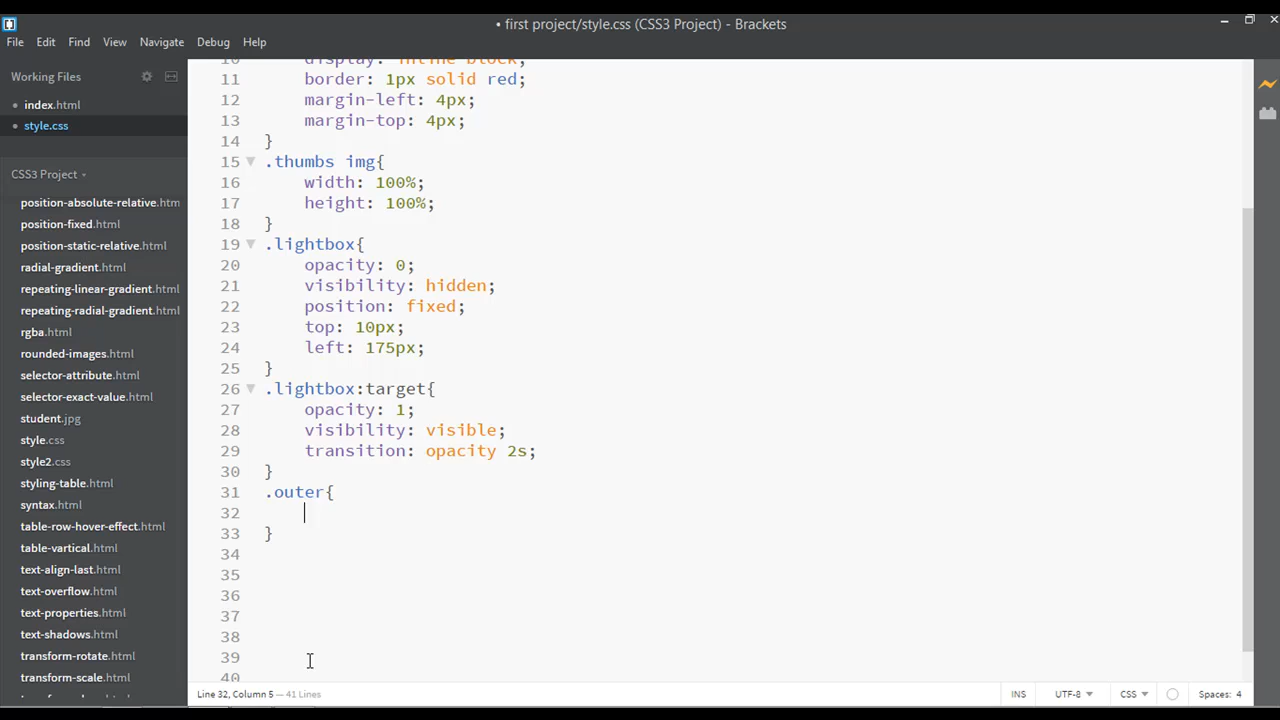 • first project/style.css (CSS3 Project) - Brackets
File Edit Find View Navigate Debug Help
Working Files
• index.html
• style.css
CSS3 Project
position-absolute-relative.htm
position-fixed.html
position-static-relative.html
radial-gradient.html
repeating-linear-gradient.html
repeating-radial-gradient.html
rgba.html
rounded-images.html
selector-attribute.html
selector-exact-value.html
student.jpg
style.css
style2.css
styling-table.html
syntax.html
table-row-hover-effect.html
table-vartical.html
text-align-last.html
text-overflow.html
text-properties.html
text-shadows.html
transform-rotate.html
transform-scale.html
10 display: inline-block;
11 border: 1px solid red;
12 margin-left: 4px;
13 margin-top: 4px;
14 }
15 .thumbs img{
16 width: 100%;
17 height: 100%;
18 }
19 .lightbox{
20 opacity: 0;
21 visibility: hidden;
22 position: fixed;
23 top: 10px;
24 left: 175px;
25 }
26 .lightbox:target{
27 opacity: 1;
28 visibility: visible;
29 transition: opacity 2s;
30 }
31 .outer{
32
33 }
34
35
36
37
38
39
40
Line 32, Column 5 — 41 Lines
INS UTF-8 CSS Spaces: 4